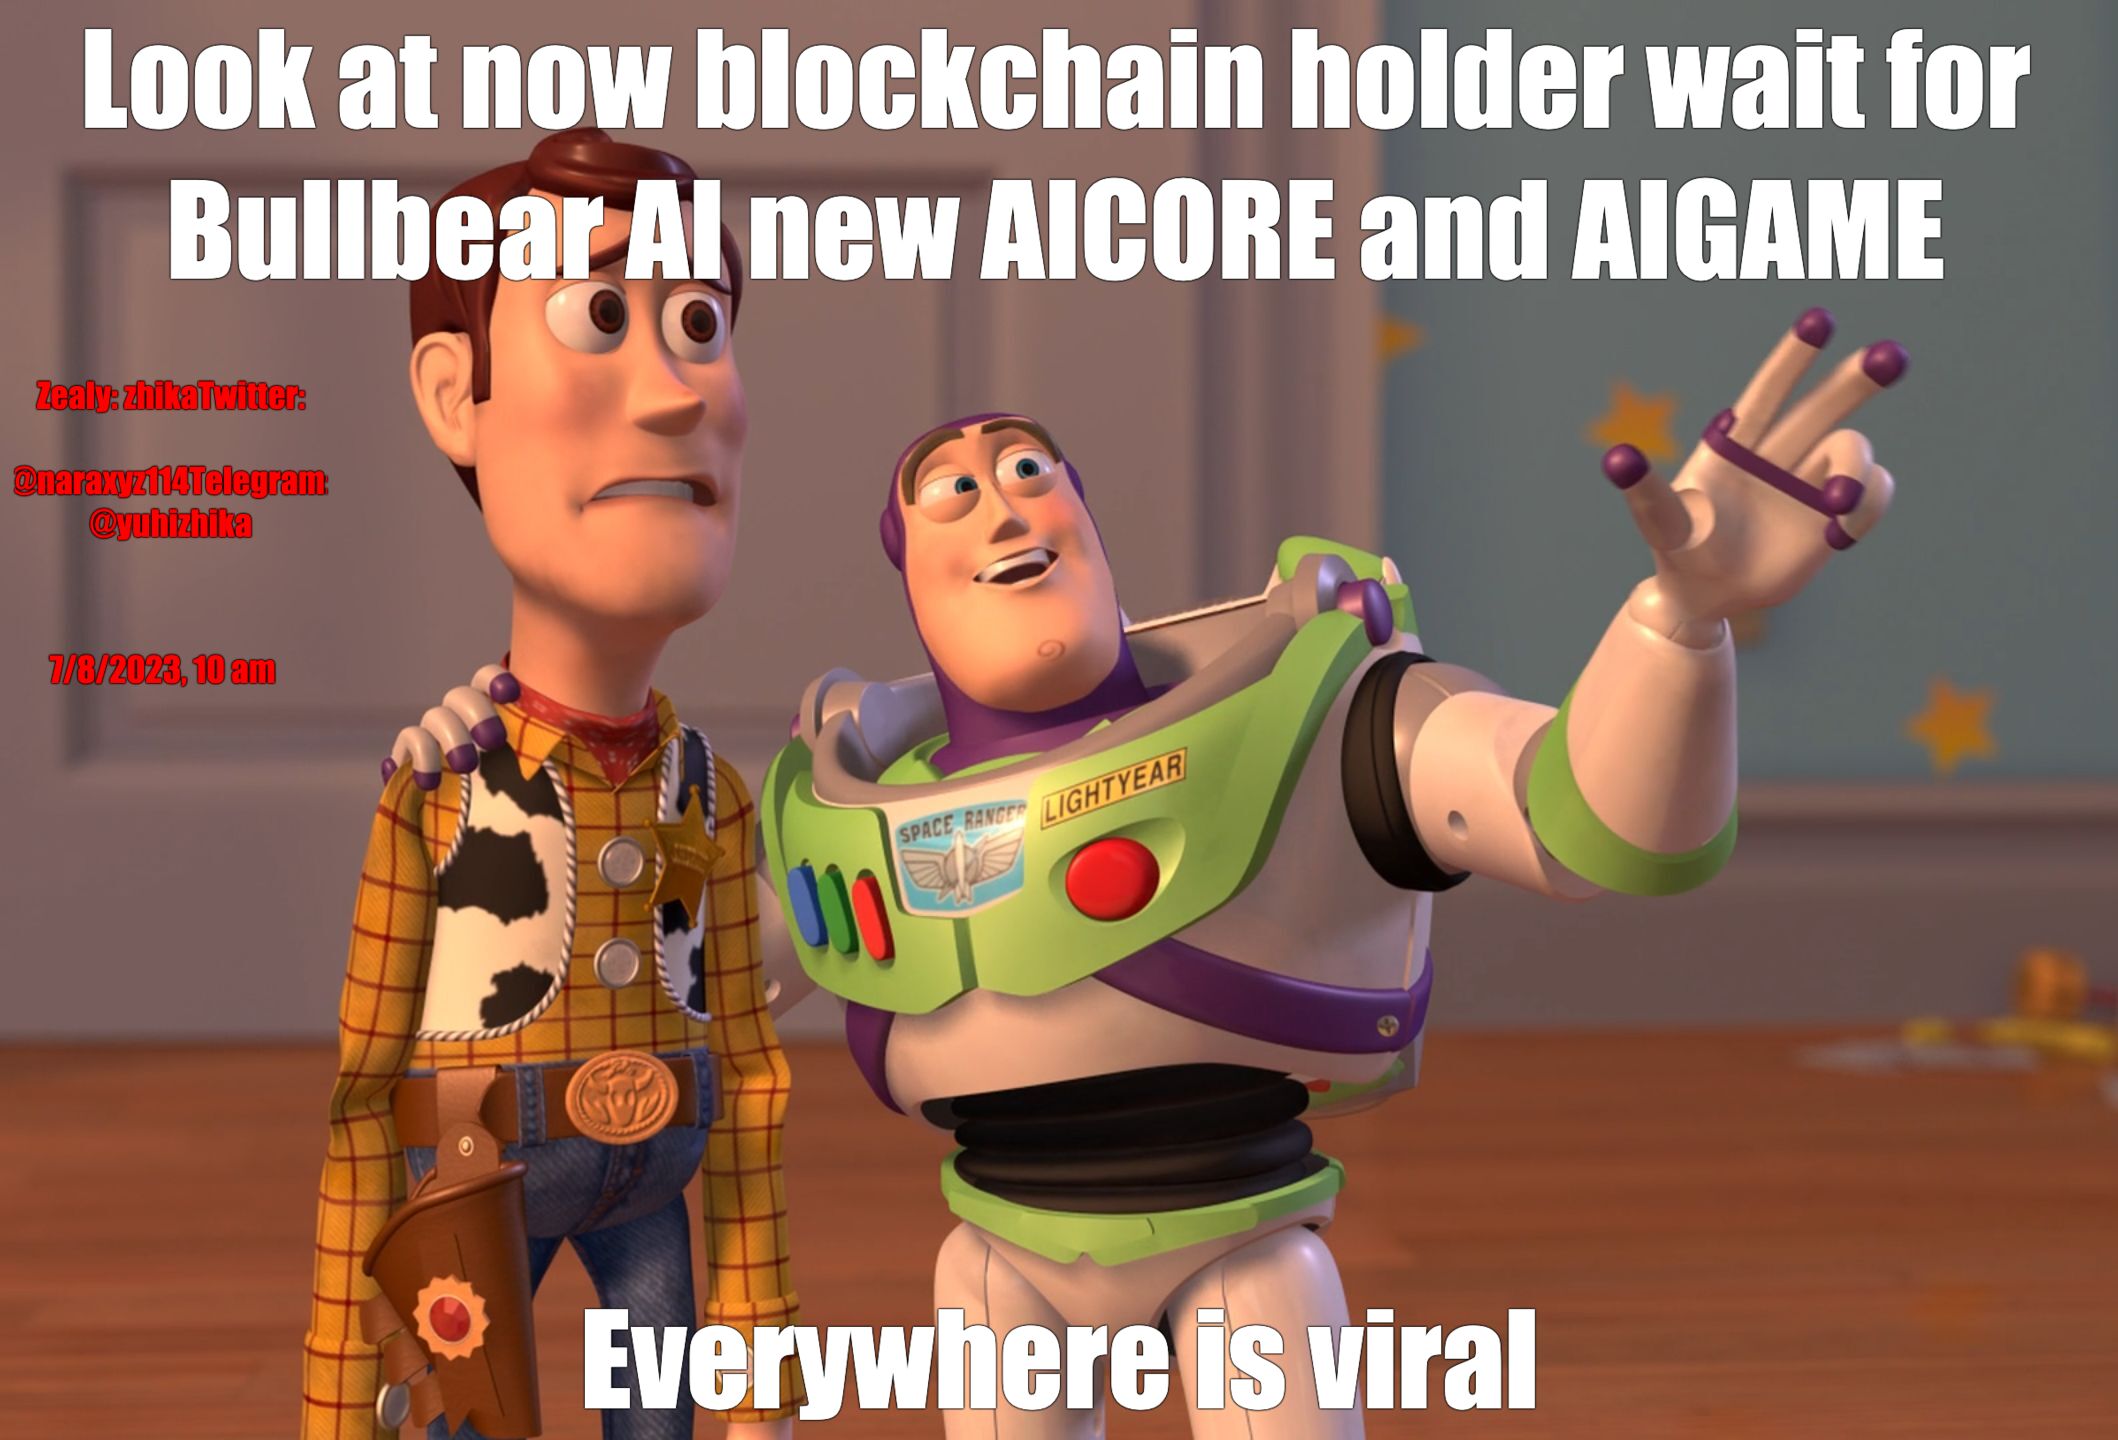 Look at now blockchain holder wait for
Bullbear AI new AICORE and AIGAME
Zealy: zhikaTwitter:
@naraxyz114Telegram:
@yuhizhika
7/8/2023, 10 am
SPACE RANGER
LIGHTYEAR
Everywhere is viral